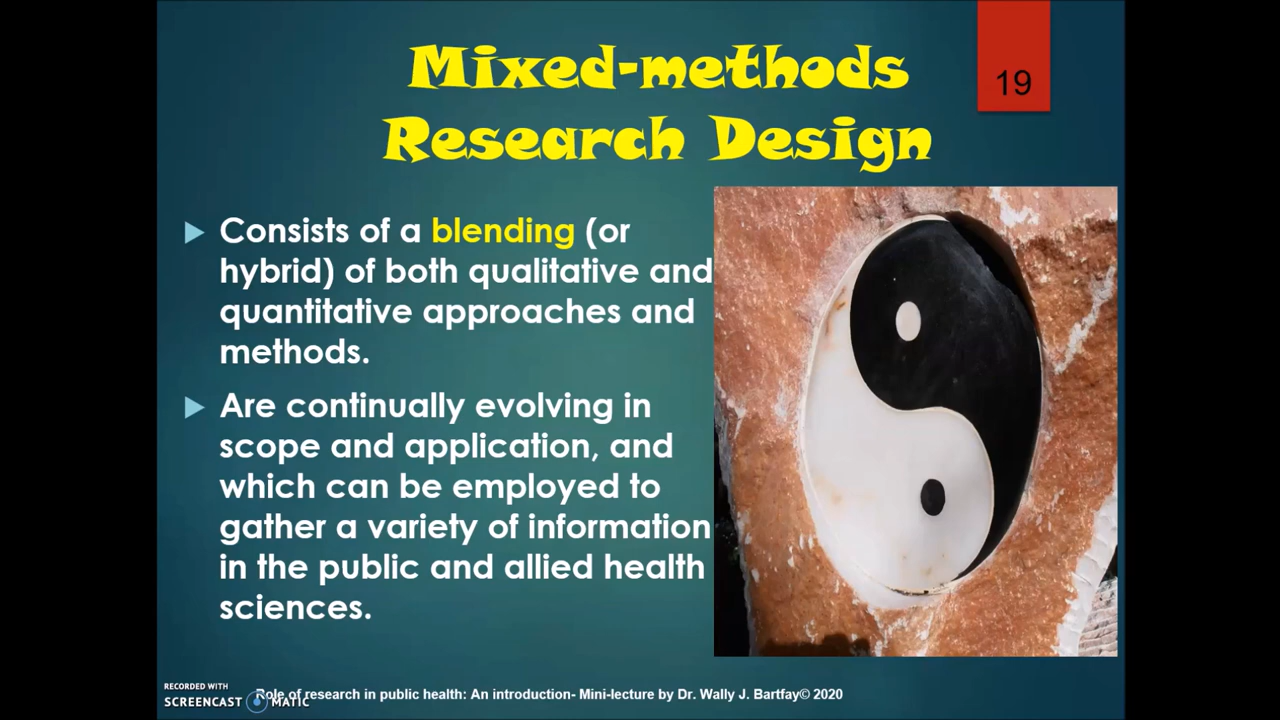 Mixed-methods
Research Design
19
Consists of a blending (or
hybrid) of both qualitative and
quantitative approaches and
methods.
Are continually evolving in
scope and application, and
which can be employed to
gather a variety of information
in the public and allied health
sciences.
RECORDED WITH
SCREENCAST MATIC
Role of research in public health: An introduction- Mini-lecture by Dr. Wally J. Bartfay© 2020